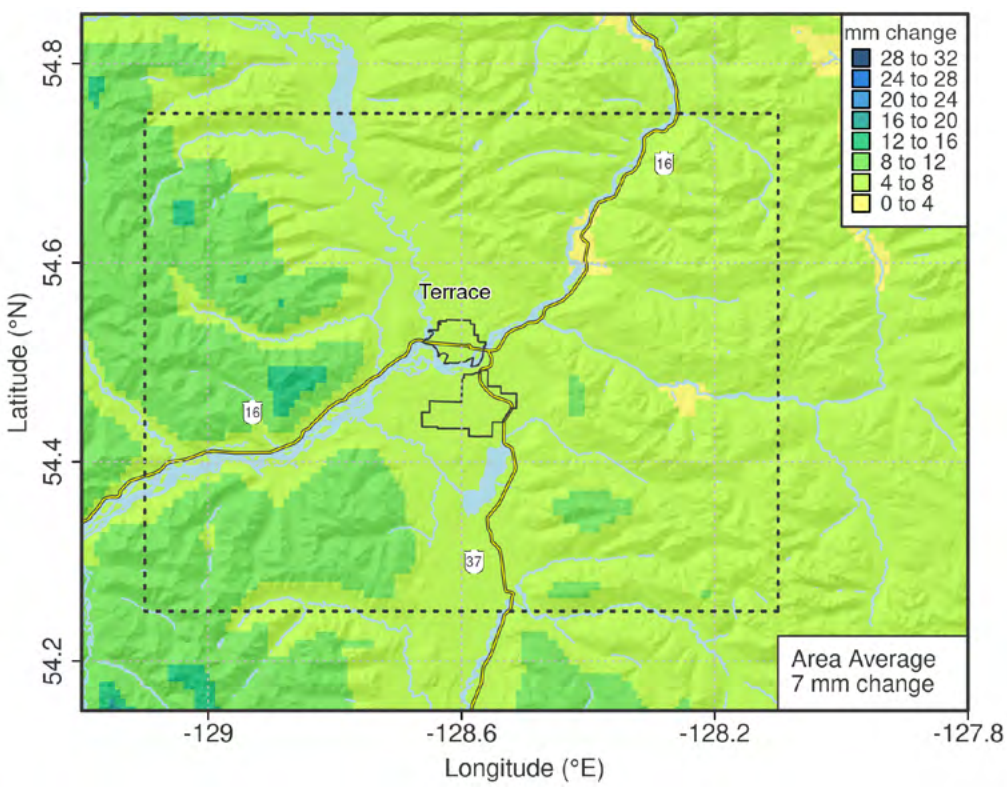 mm change
28 to 32
24 to 28
20 to 24
16 to 20
12 to 16
8 to 12
4 to 8
0 to 4
54.8
16
54.6
Terrace
Latitude (°N)
16
54.4
37
54.2
Area Average
7 mm change
-129
-128.6
-128.2
-127.8
Longitude (°E)